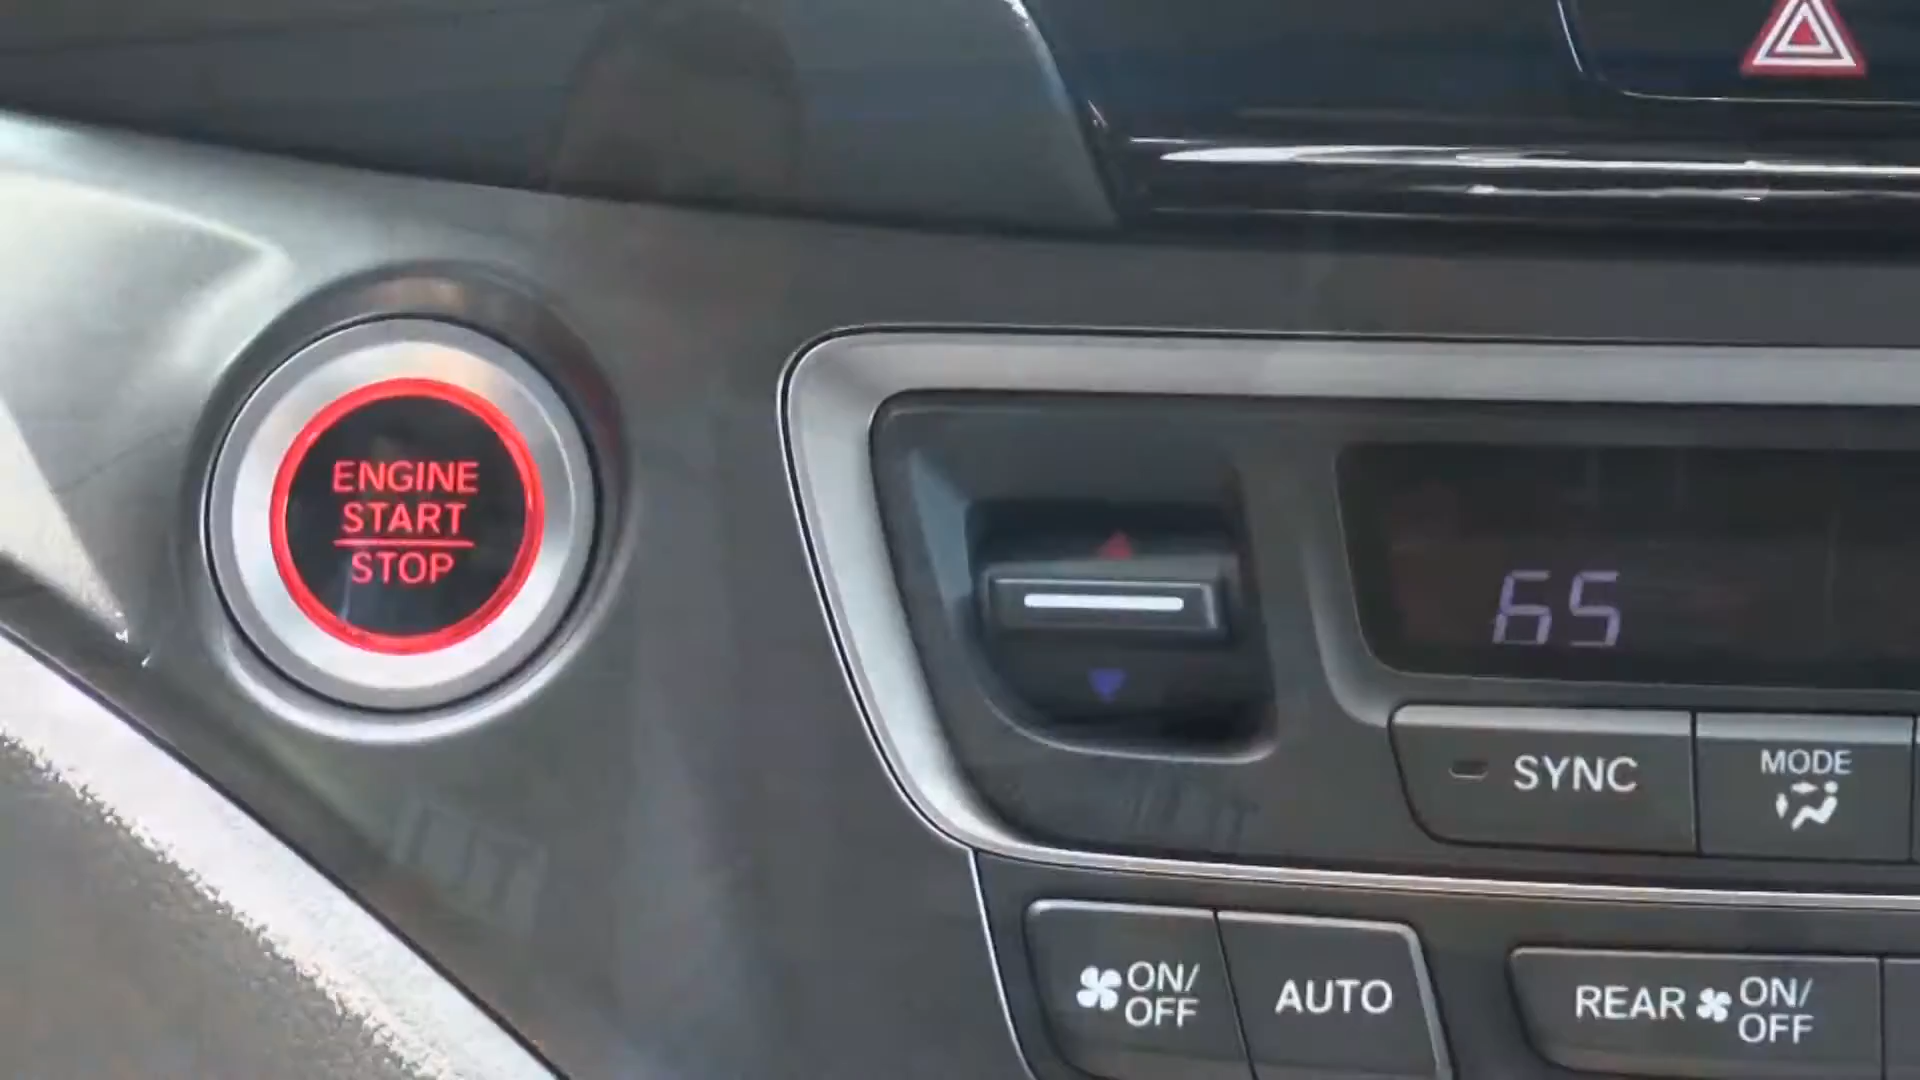 ENGINE
START
STOP
65
SYNC
MODE
ON/
OFF
AUTO
REAR
ON/
OFF